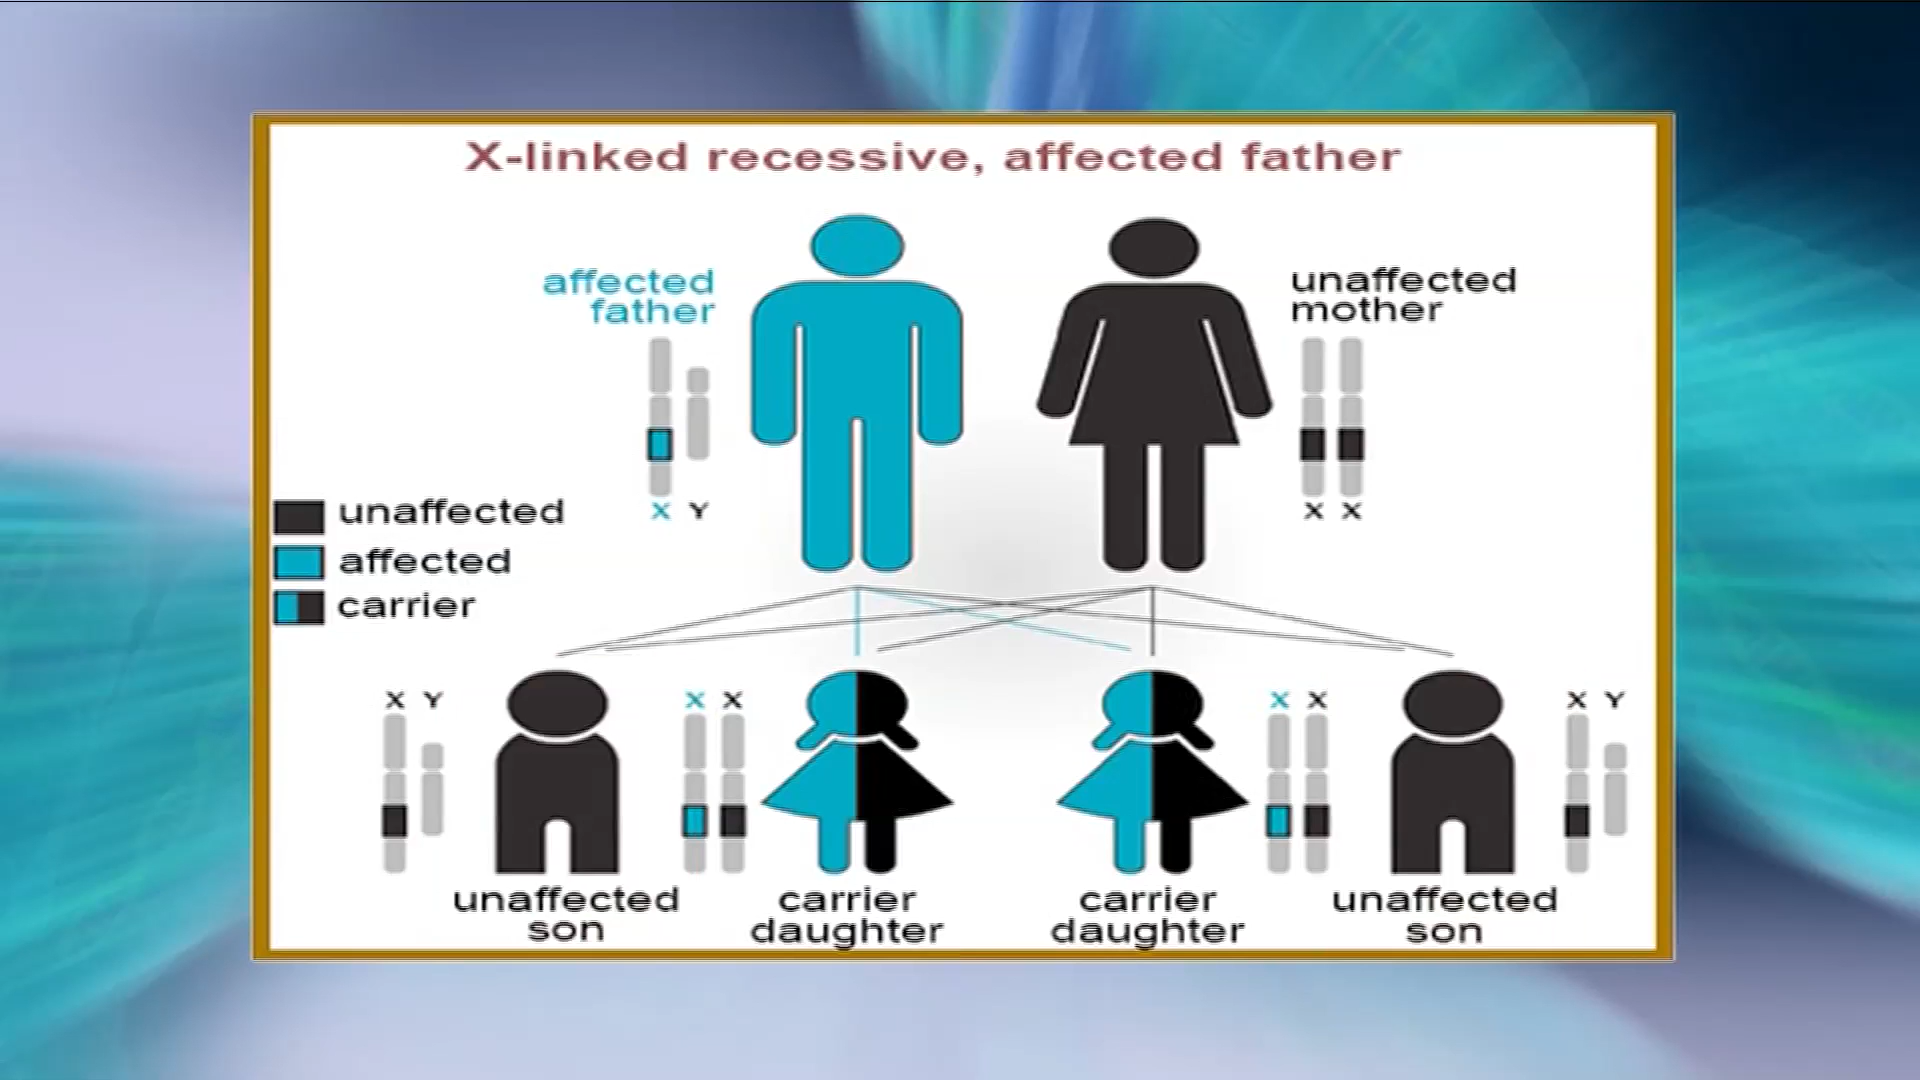 X-linked recessive, affected father
affected
father
unaffected
mother
X Y
X X
unaffected
affected
carrier
X Y
X X
X X
X Y
unaffected
son
carrier
daughter
carrier
daughter
unaffected
son